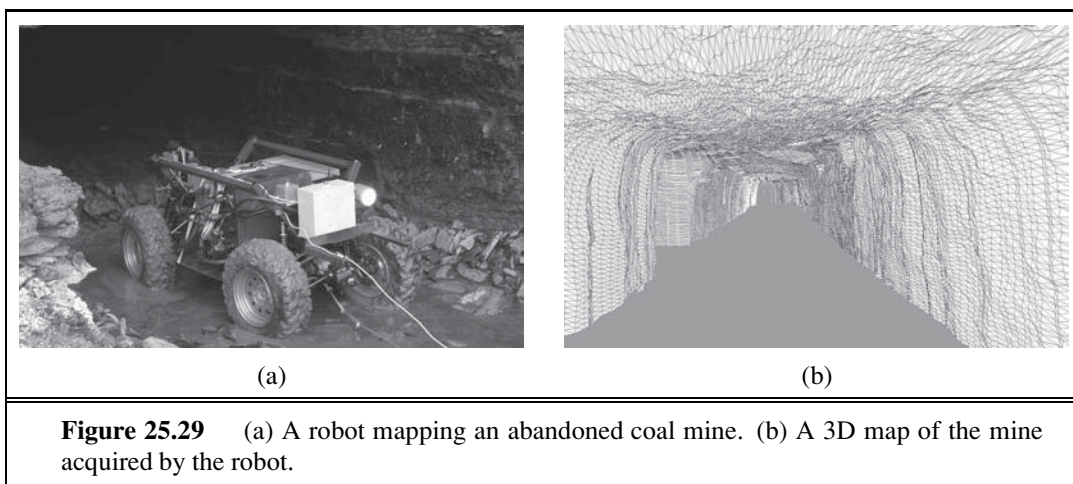 (a)
(b)
Figure 25.29 (a) A robot mapping an abandoned coal mine. (b) A 3D map of the mine
acquired by the robot.